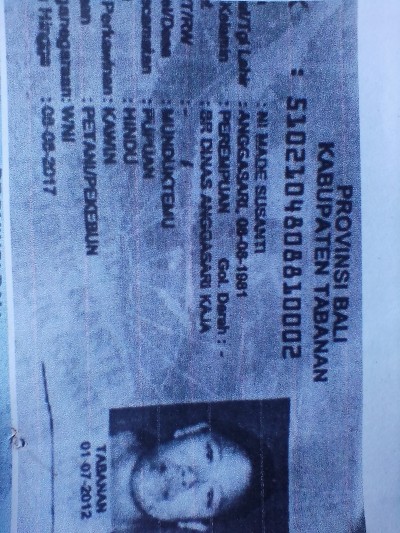 PROVINSI BALI
KABUPATEN TABANAN
: 5102104808810002
: NI MADE SUSANTI
/Tgl Lahir : ANGGASARI, 08-08-1981
Kelamin : PEREMPUAN Gol. Darah : -
: BR DINAS ANGGASARI KAJA
RT/RW : - /
/Desa : MUNDUKTEMU
Kecamatan : PUPUAN
: HINDU
Perkawinan : KAWIN
: PETANI/PEKEBUN
: WNI
Hingga : 08-08-2017
TABANAN
01-07-2012